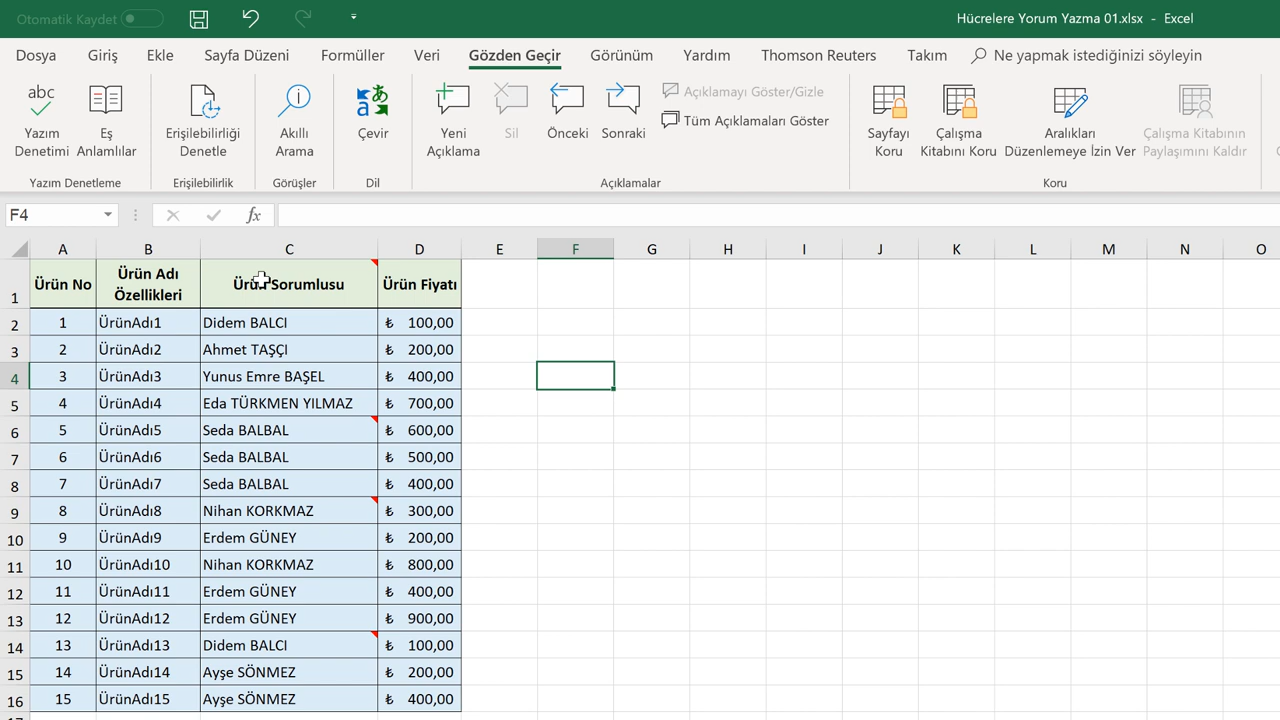 Otomatik Kaydet
Hücrelere Yorum Yazma 01.xlsx - Excel
Dosya Giriş Ekle Sayfa Düzeni Formüller Veri Gözden Geçir Görünüm Yardım Thomson Reuters Takım Ne yapmak istediğinizi söyleyin
abc
Yazım Denetimi
Eş Anlamlılar
Yazım Denetleme
Erişilebilirliği Denetle
Erişilebilirlik
Akıllı Arama
Görüşler
Çevir
Dil
Yeni Açıklama
Sil
Önceki
Sonraki
Açıklamayı Göster/Gizle
Tüm Açıklamaları Göster
Açıklamalar
Sayfayı Koru
Çalışma Kitabını Koru
Aralıkları Düzenlemeye İzin Ver
Çalışma Kitabının Paylaşımını Kaldır
Koru
F4
fx
A B C D E F G H I J K L M N O
1 Ürün No Ürün Adı Özellikleri Ürün Sorumlusu Ürün Fiyatı
2 1 ÜrünAdı1 Didem BALCI ₺ 100,00
3 2 ÜrünAdı2 Ahmet TAŞÇI ₺ 200,00
4 3 ÜrünAdı3 Yunus Emre BAŞEL ₺ 400,00
5 4 ÜrünAdı4 Eda TÜRKMEN YILMAZ ₺ 700,00
6 5 ÜrünAdı5 Seda BALBAL ₺ 600,00
7 6 ÜrünAdı6 Seda BALBAL ₺ 500,00
8 7 ÜrünAdı7 Seda BALBAL ₺ 400,00
9 8 ÜrünAdı8 Nihan KORKMAZ ₺ 300,00
10 9 ÜrünAdı9 Erdem GÜNEY ₺ 200,00
11 10 ÜrünAdı10 Nihan KORKMAZ ₺ 800,00
12 11 ÜrünAdı11 Erdem GÜNEY ₺ 400,00
13 12 ÜrünAdı12 Erdem GÜNEY ₺ 900,00
14 13 ÜrünAdı13 Didem BALCI ₺ 100,00
15 14 ÜrünAdı14 Ayşe SÖNMEZ ₺ 200,00
16 15 ÜrünAdı15 Ayşe SÖNMEZ ₺ 400,00